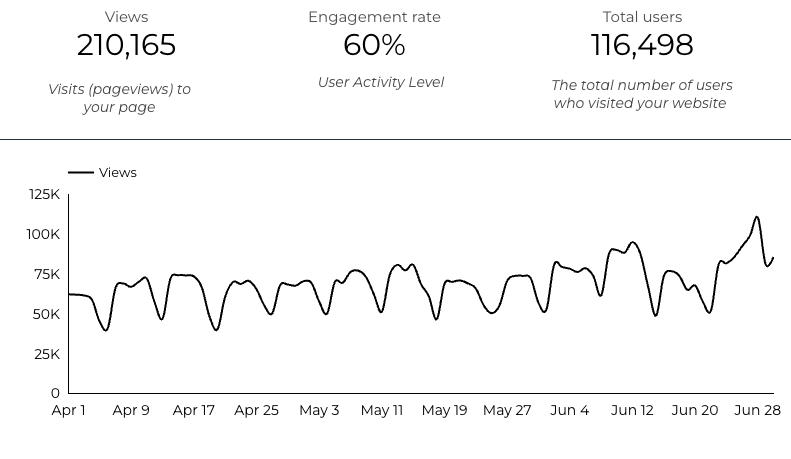 Views
210,165
Visits (pageviews) to
your page
Engagement rate
60%
User Activity Level
Total users
116,498
The total number of users
who visited your website
Views
125K
100K
75K
50K
25K
0
Apr 1 Apr 9 Apr 17 Apr 25 May 3 May 11 May 19 May 27 Jun 4 Jun 12 Jun 20 Jun 28